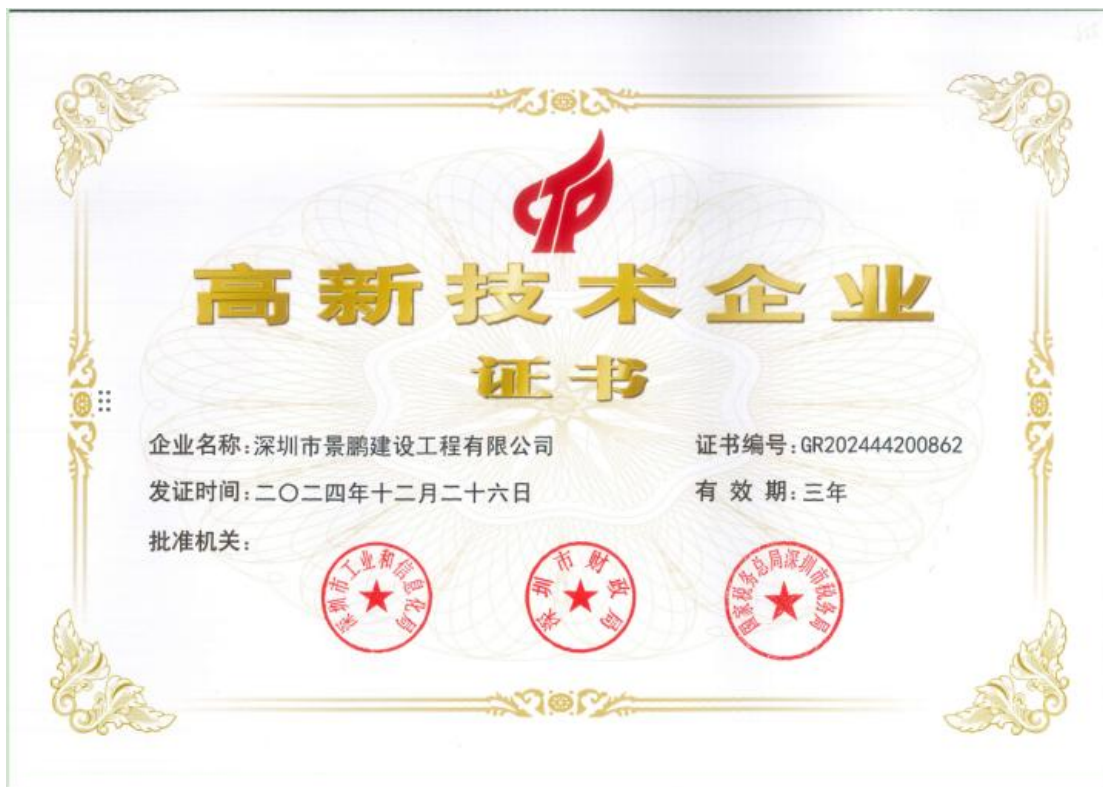 高新技术企业
证书
企业名称:深圳市景鹏建设工程有限公司
证书编号:GR202444200862
发证时间:二〇二四年十二月二十六日
有效期:三年
批准机关:
深圳市工业和信息化局
深圳市财政局
国家税务总局深圳市税务局